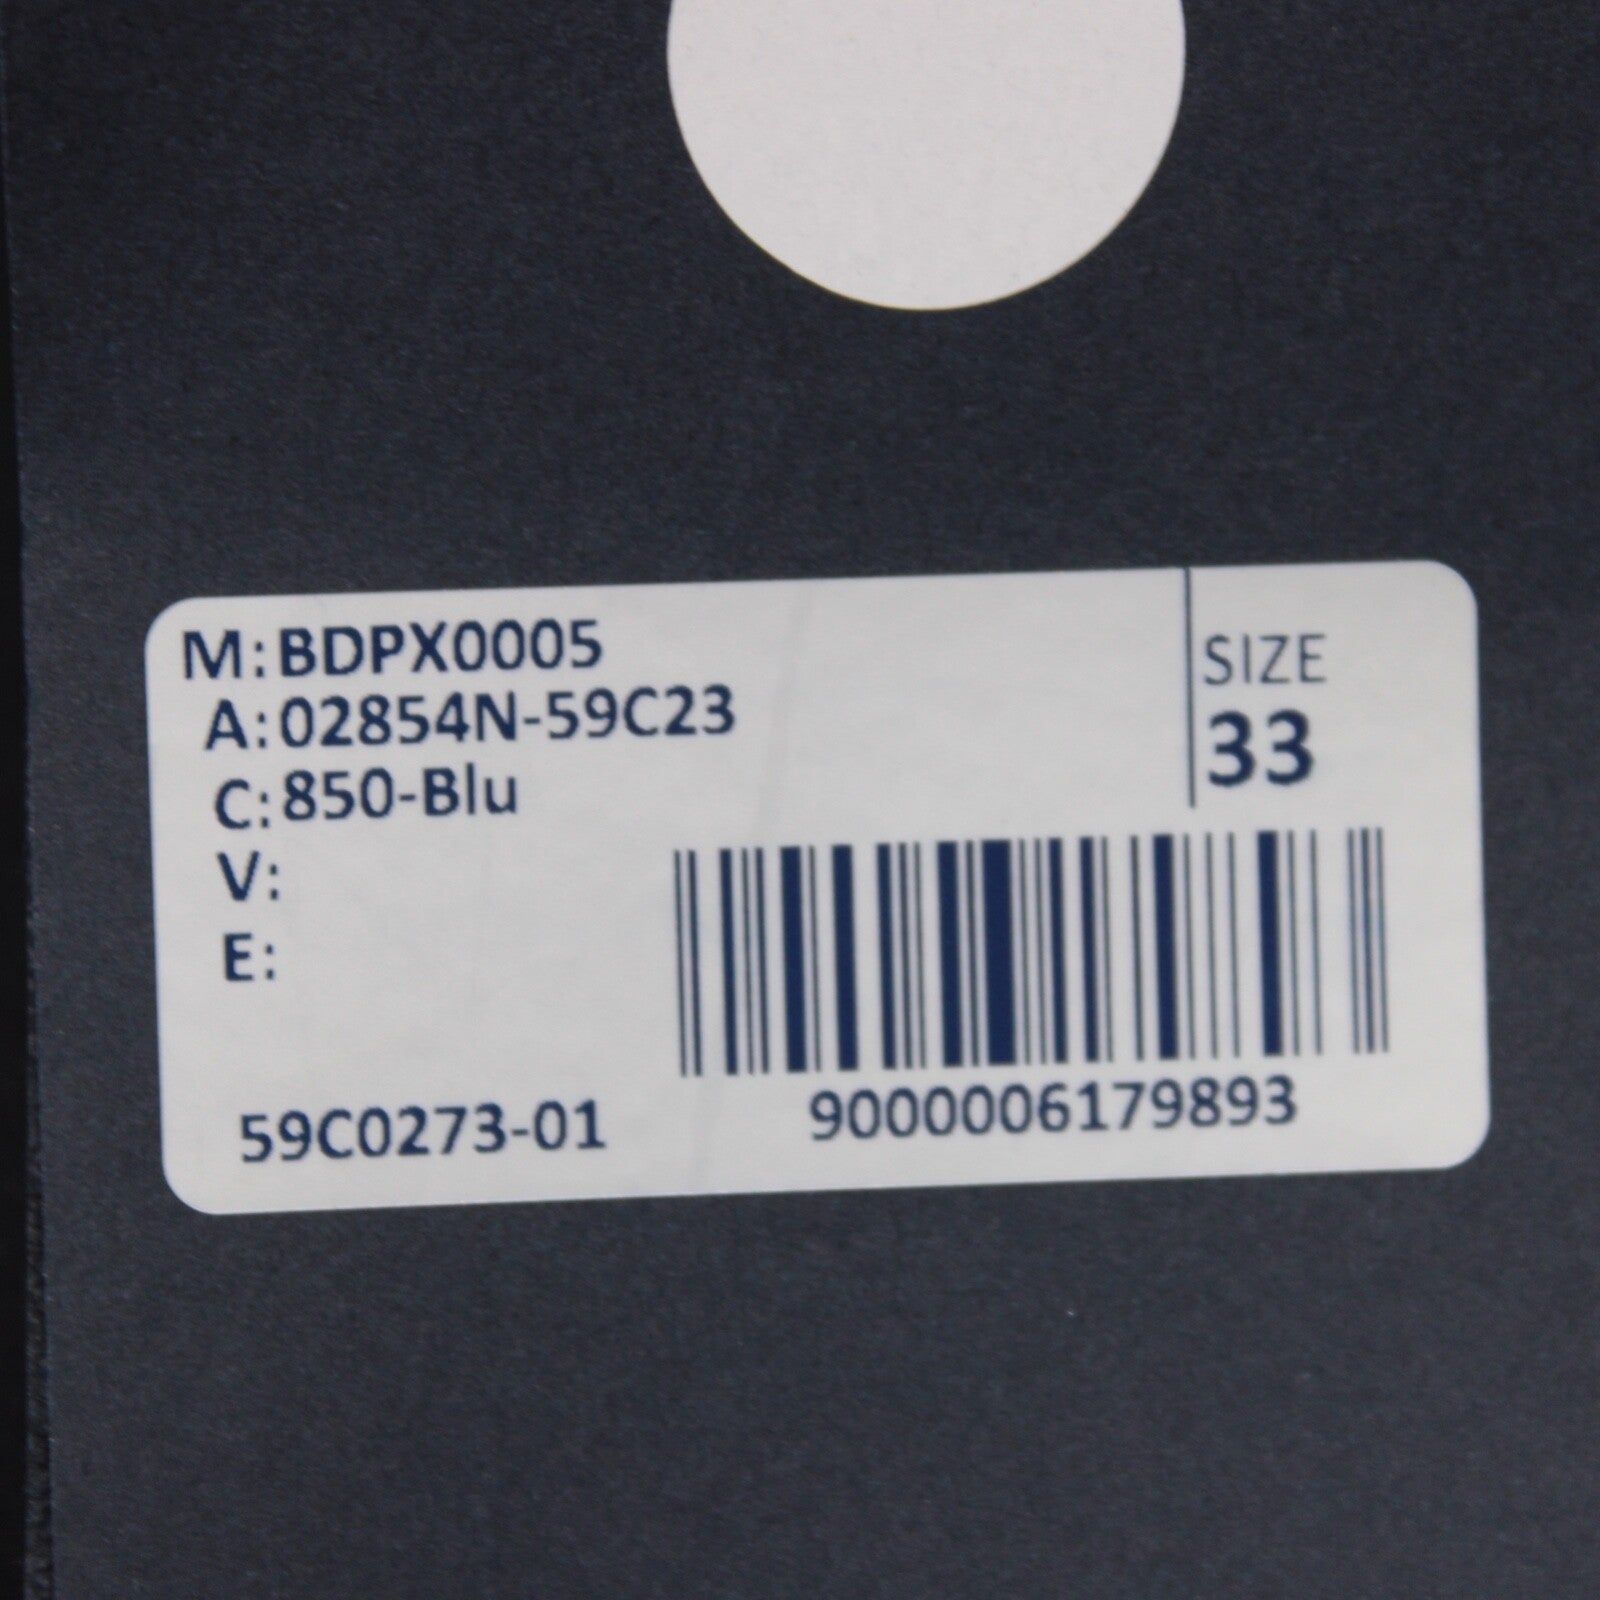 M: BDPX0005
A: 02854N-59C23
C: 850-Blu
V:
E:
SIZE
33
59C0273-01
9000006179893